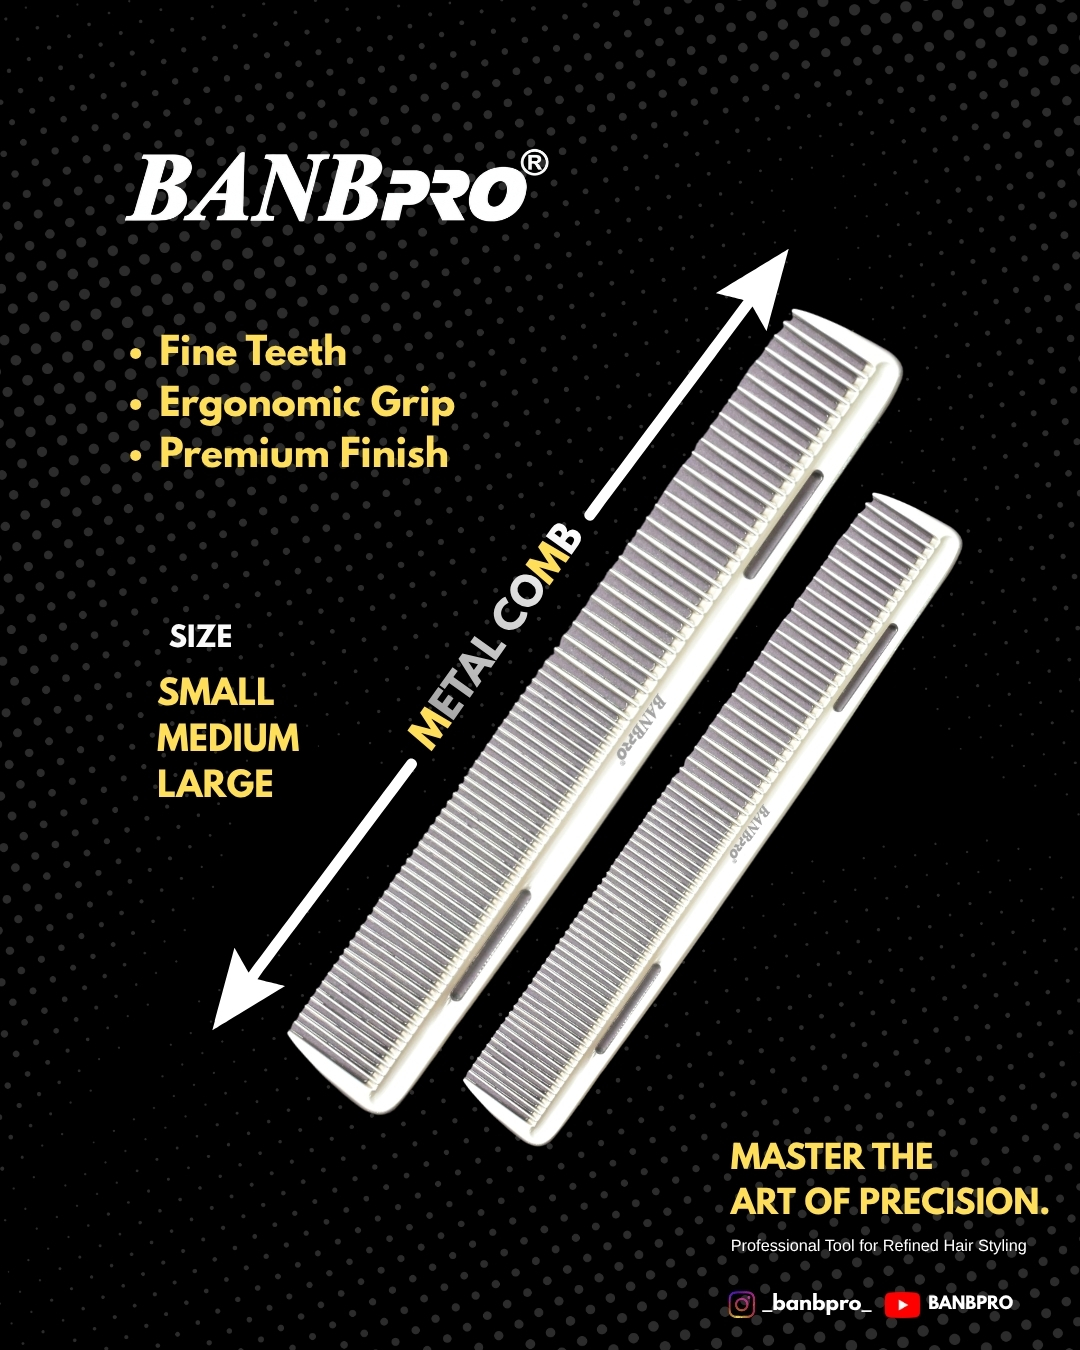 BANBPRO®
• Fine Teeth
• Ergonomic Grip
• Premium Finish
METAL COMB
SIZE
SMALL
MEDIUM
LARGE
BANBPRO
BANBPRO
MASTER THE
ART OF PRECISION.
Professional Tool for Refined Hair Styling
_banbpro_ BANBPRO